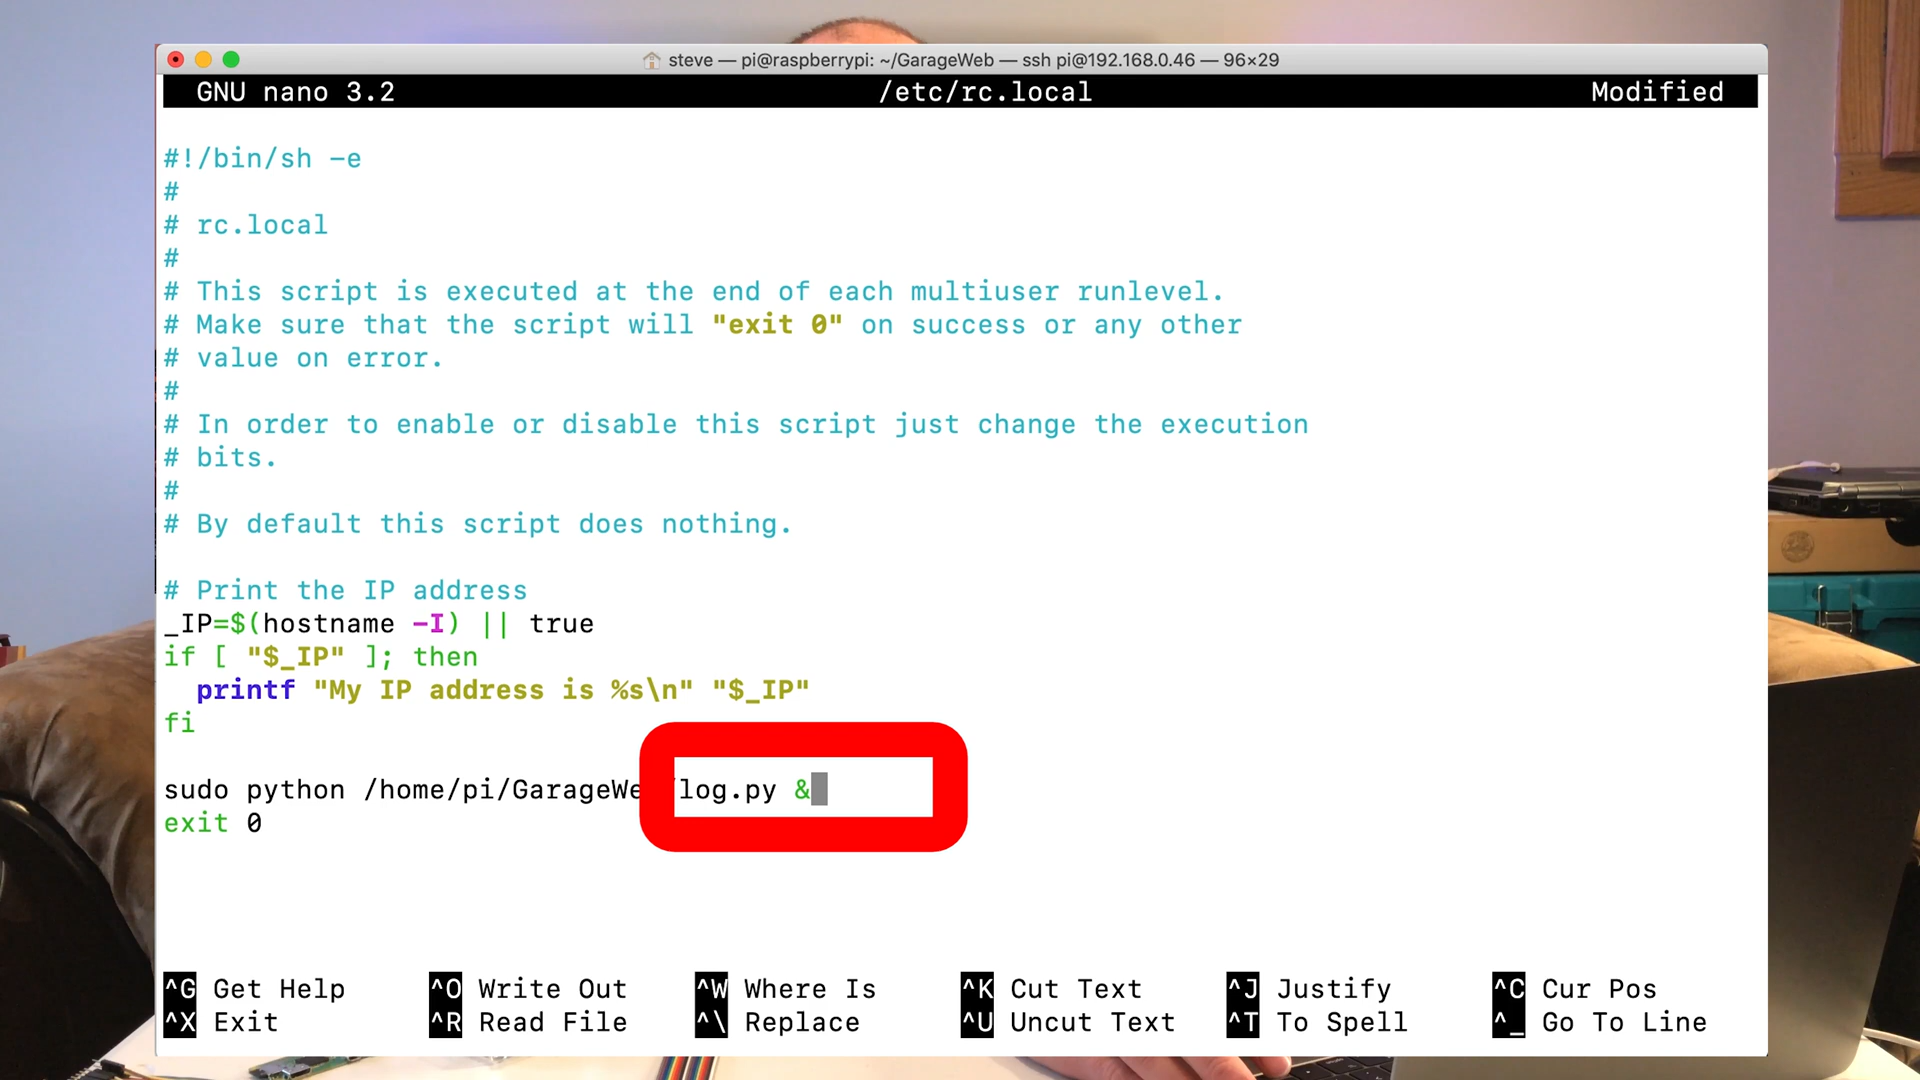 steve — pi@raspberrypi: ~/GarageWeb — ssh pi@192.168.0.46 — 96×29
GNU nano 3.2 /etc/rc.local Modified
#!/bin/sh -e
#
# rc.local
#
# This script is executed at the end of each multiuser runlevel.
# Make sure that the script will "exit 0" on success or any other
# value on error.
#
# In order to enable or disable this script just change the execution
# bits.
#
# By default this script does nothing.
# Print the IP address
_IP=$(hostname -I) || true
if [ "$_IP" ]; then
printf "My IP address is %s\n" "$_IP"
fi
sudo python /home/pi/GarageWe log.py &
exit 0
^G Get Help ^O Write Out ^W Where Is ^K Cut Text ^J Justify ^C Cur Pos
^X Exit ^R Read File ^\ Replace ^U Uncut Text ^T To Spell ^_ Go To Line